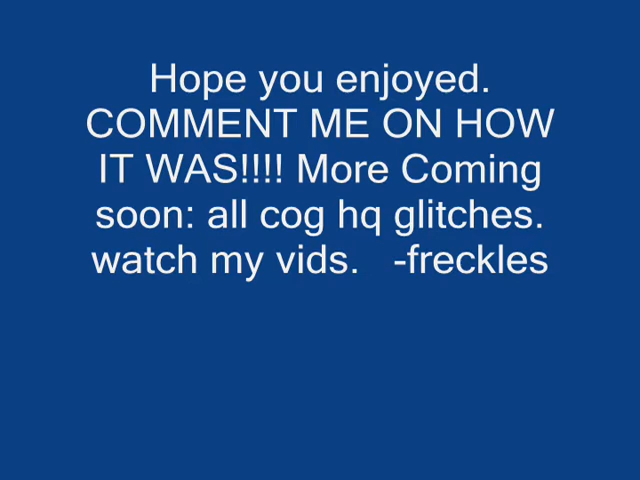 Hope you enjoyed.
COMMENT ME ON HOW
IT WAS!!!! More Coming
soon: all cog hq glitches.
watch my vids.   -freckles